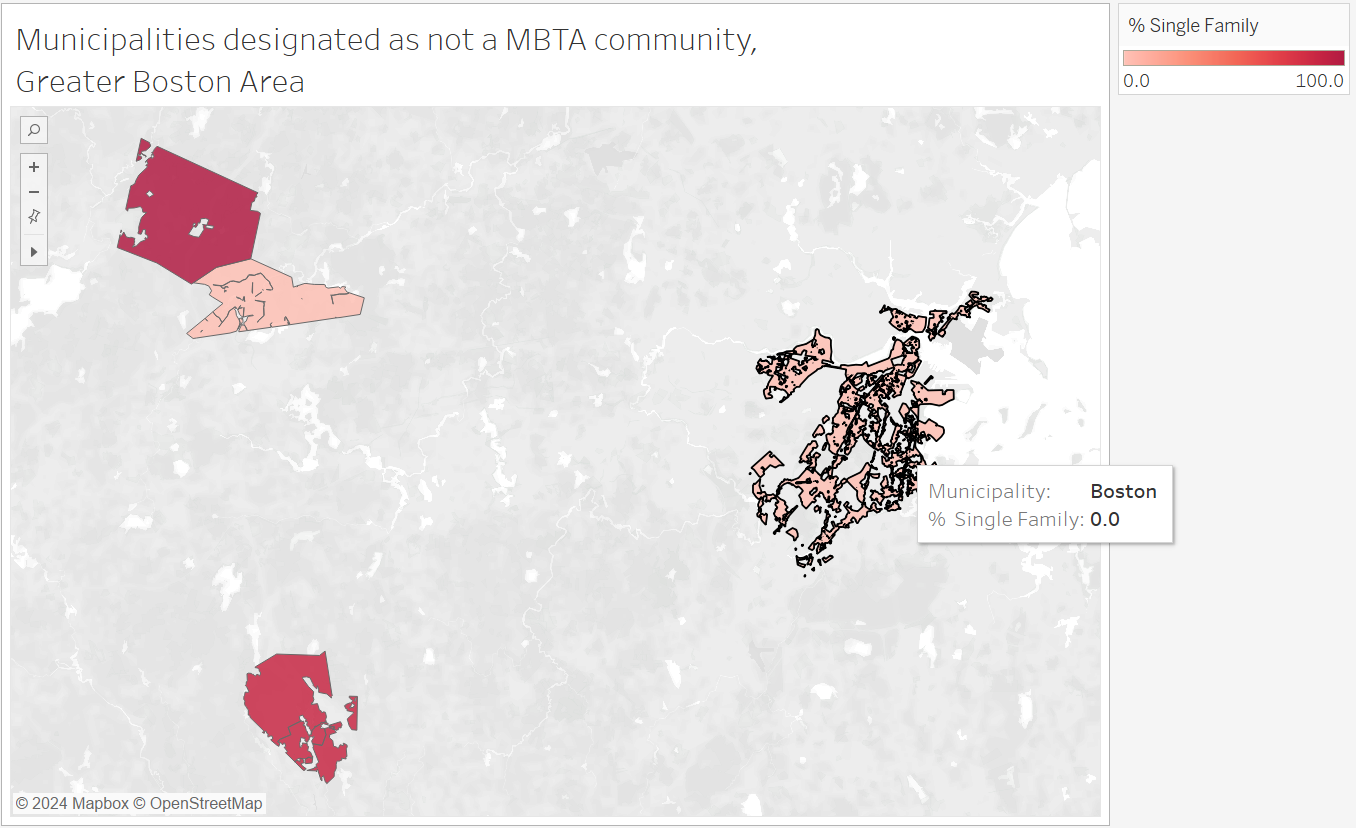 Municipalities designated as not a MBTA community,
Greater Boston Area
% Single Family
0.0 100.0
Municipality: Boston
% Single Family: 0.0
© 2024 Mapbox © OpenStreetMap